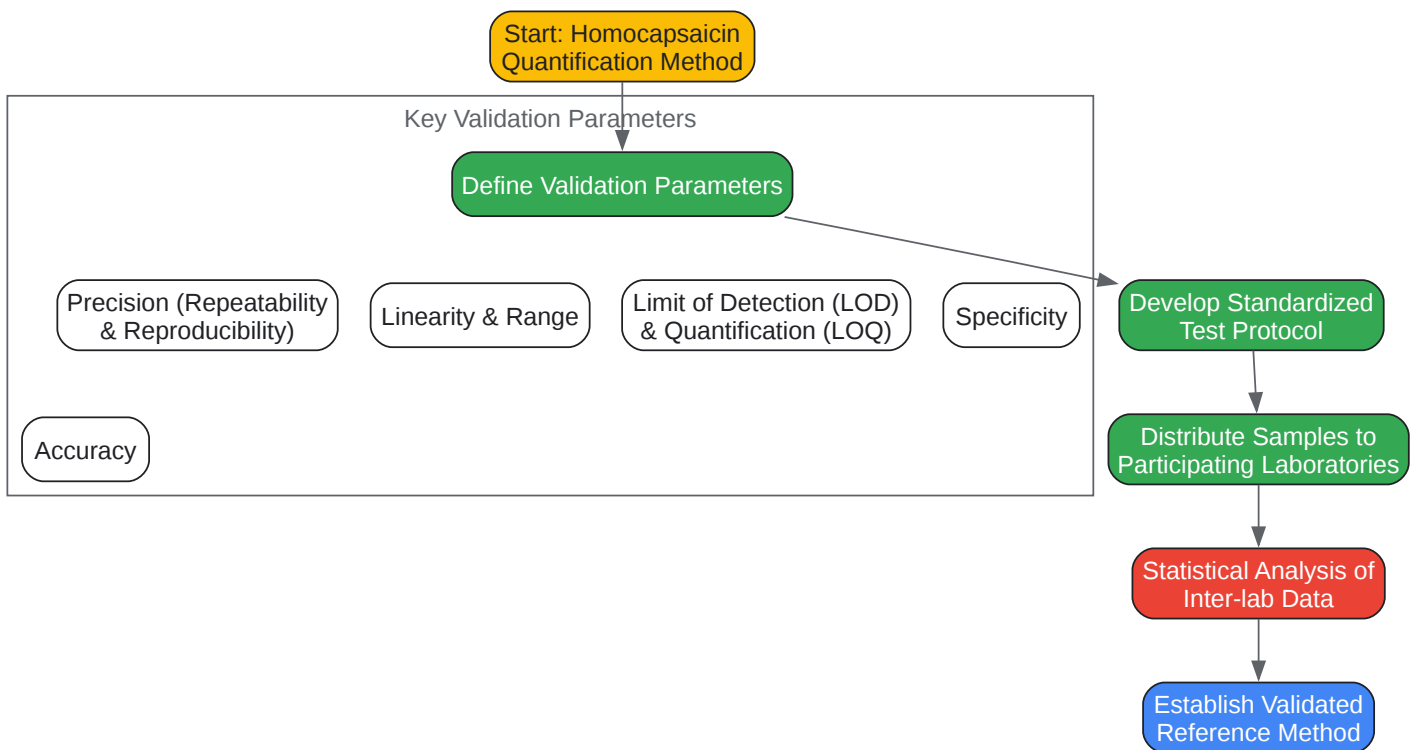 Start: Homocapsaicin
Quantification Method
Key Validation Parameters
Define Validation Parameters
Precision (Repeatability
& Reproducibility)
Linearity & Range
Limit of Detection (LOD)
& Quantification (LOQ)
Specificity
Develop Standardized
Test Protocol
Accuracy
Distribute Samples to
Participating Laboratories
Statistical Analysis of
Inter-lab Data
Establish Validated
Reference Method